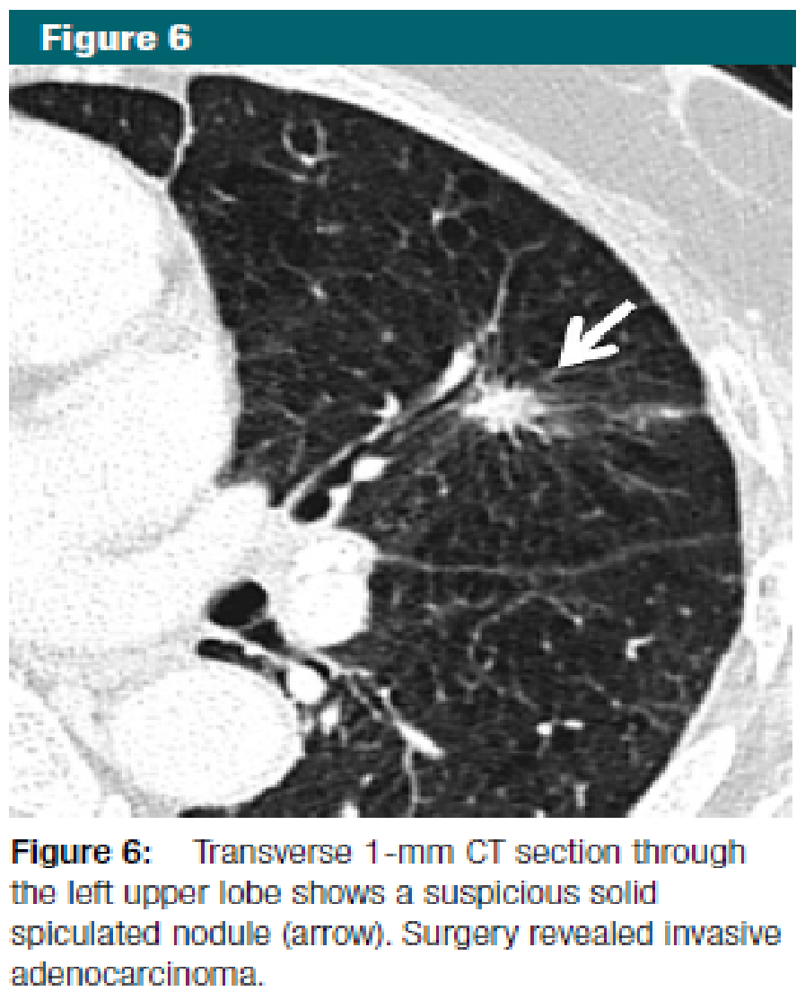 Figure 6
Figure 6: Transverse 1-mm CT section through
the left upper lobe shows a suspicious solid
spiculated nodule (arrow). Surgery revealed invasive
adenocarcinoma.